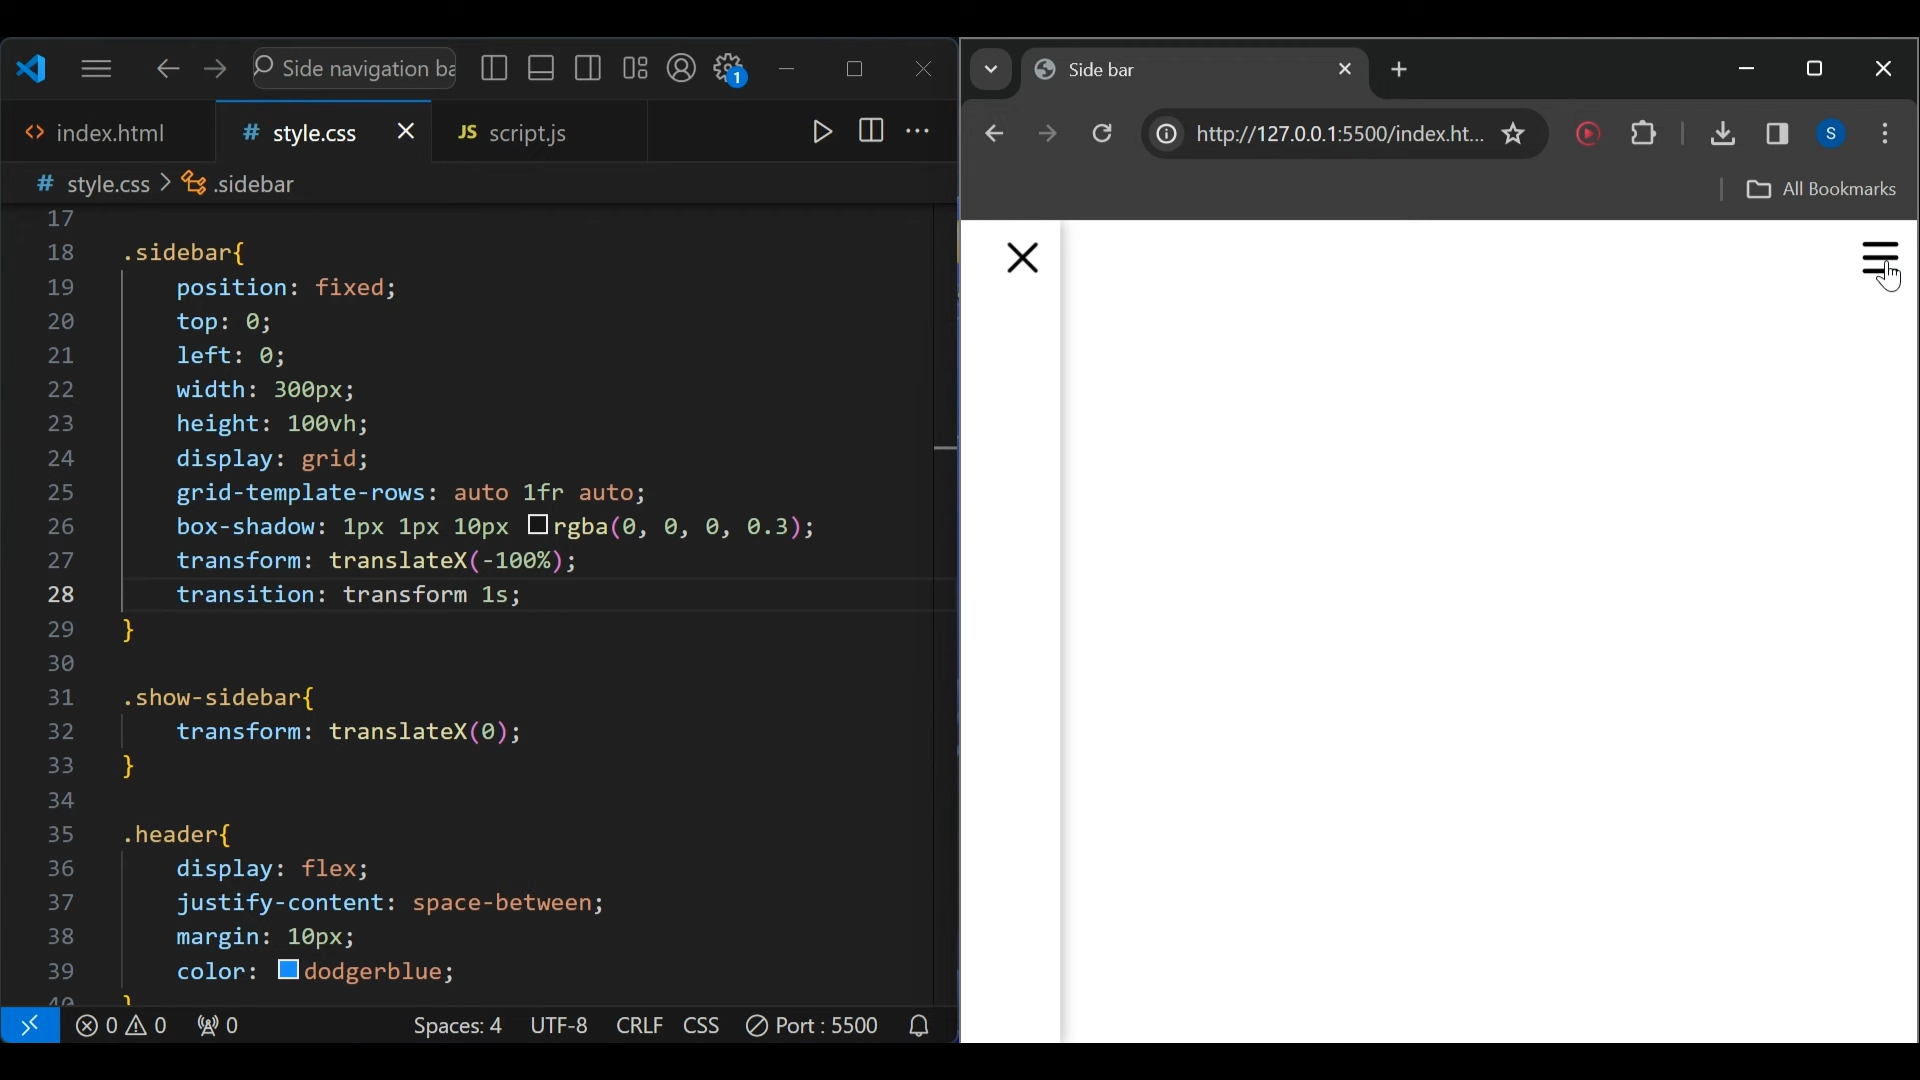 Side navigation ba
1
index.html
# style.css
JS script.js
# style.css > .sidebar
17
18 .sidebar{
19 position: fixed;
20 top: 0;
21 left: 0;
22 width: 300px;
23 height: 100vh;
24 display: grid;
25 grid-template-rows: auto 1fr auto;
26 box-shadow: 1px 1px 10px rgba(0, 0, 0, 0.3);
27 transform: translateX(-100%);
28 transition: transform 1s;
29 }
30
31 .show-sidebar{
32 transform: translateX(0);
33 }
34
35 .header{
36 display: flex;
37 justify-content: space-between;
38 margin: 10px;
39 color: dodgerblue;
40 }
0 0 0 Spaces: 4 UTF-8 CRLF CSS Port : 5500
Side bar
http://127.0.0.1:5500/index.ht...
S
All Bookmarks